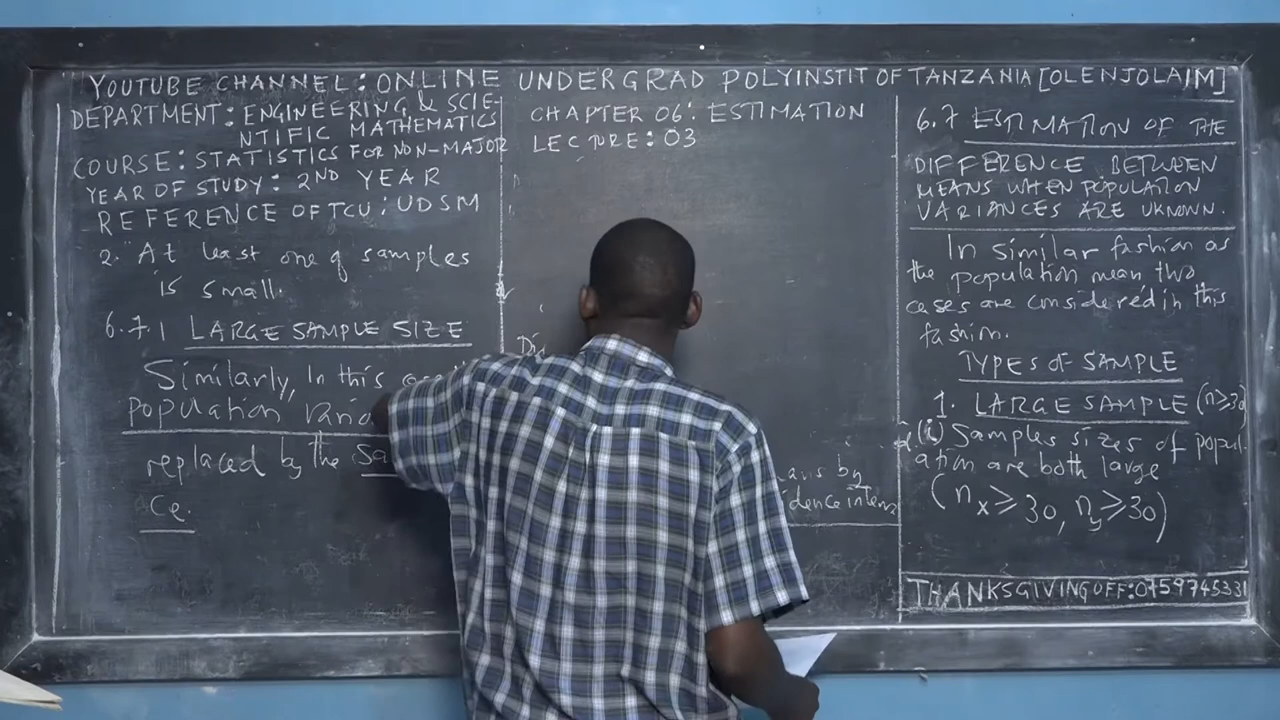 YOUTUBE CHANNEL: ONLINE UNDERGRAD POLYINSTIT OF TANZANIA [OLENJOLAIM]
DEPARTMENT: ENGINEERING & SCIE-
NTIFIC MATHEMATICS
COURSE: STATISTICS FOR NON-MAJOR
YEAR OF STUDY: 2ND YEAR
REFERENCE OF TCU: UDSM
2. At least one of samples
is small.
6.7.1 LARGE SAMPLE SIZE
Similarly, In this
population
replaced by the
ce.
CHAPTER 06: ESTIMATION
LECTURE: 03
by
6.7 ESTIMATION OF THE
DIFFERENCE BETWEEN
MEANS WHEN POPULATION
VARIANCES ARE UKNOWN.
In similar fashion as
the population mean two
cases are considered in this
fashion.
TYPES OF SAMPLE
1. LARGE SAMPLE (n≥30
(i) Samples sizes of popul-
ation are both large
(nx≥30, ny≥30)
THANKSGIVING OFF: 0759745331